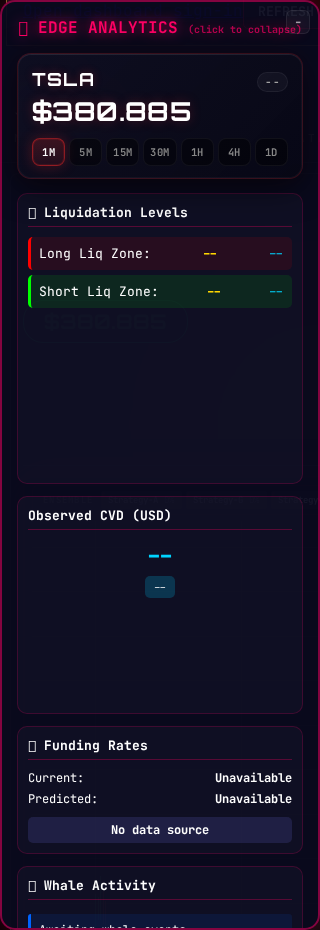 REFRESH
EDGE ANALYTICS (click to collapse)
-
TSLA
--
$380.885
1M 5M 15M 30M 1H 4H 1D
Liquidation Levels
Long Liq Zone: -- --
Short Liq Zone: -- --
$380.885
Observed CVD (USD)
--
--
Funding Rates
Current: Unavailable
Predicted: Unavailable
No data source
Whale Activity
Awaiting whale events